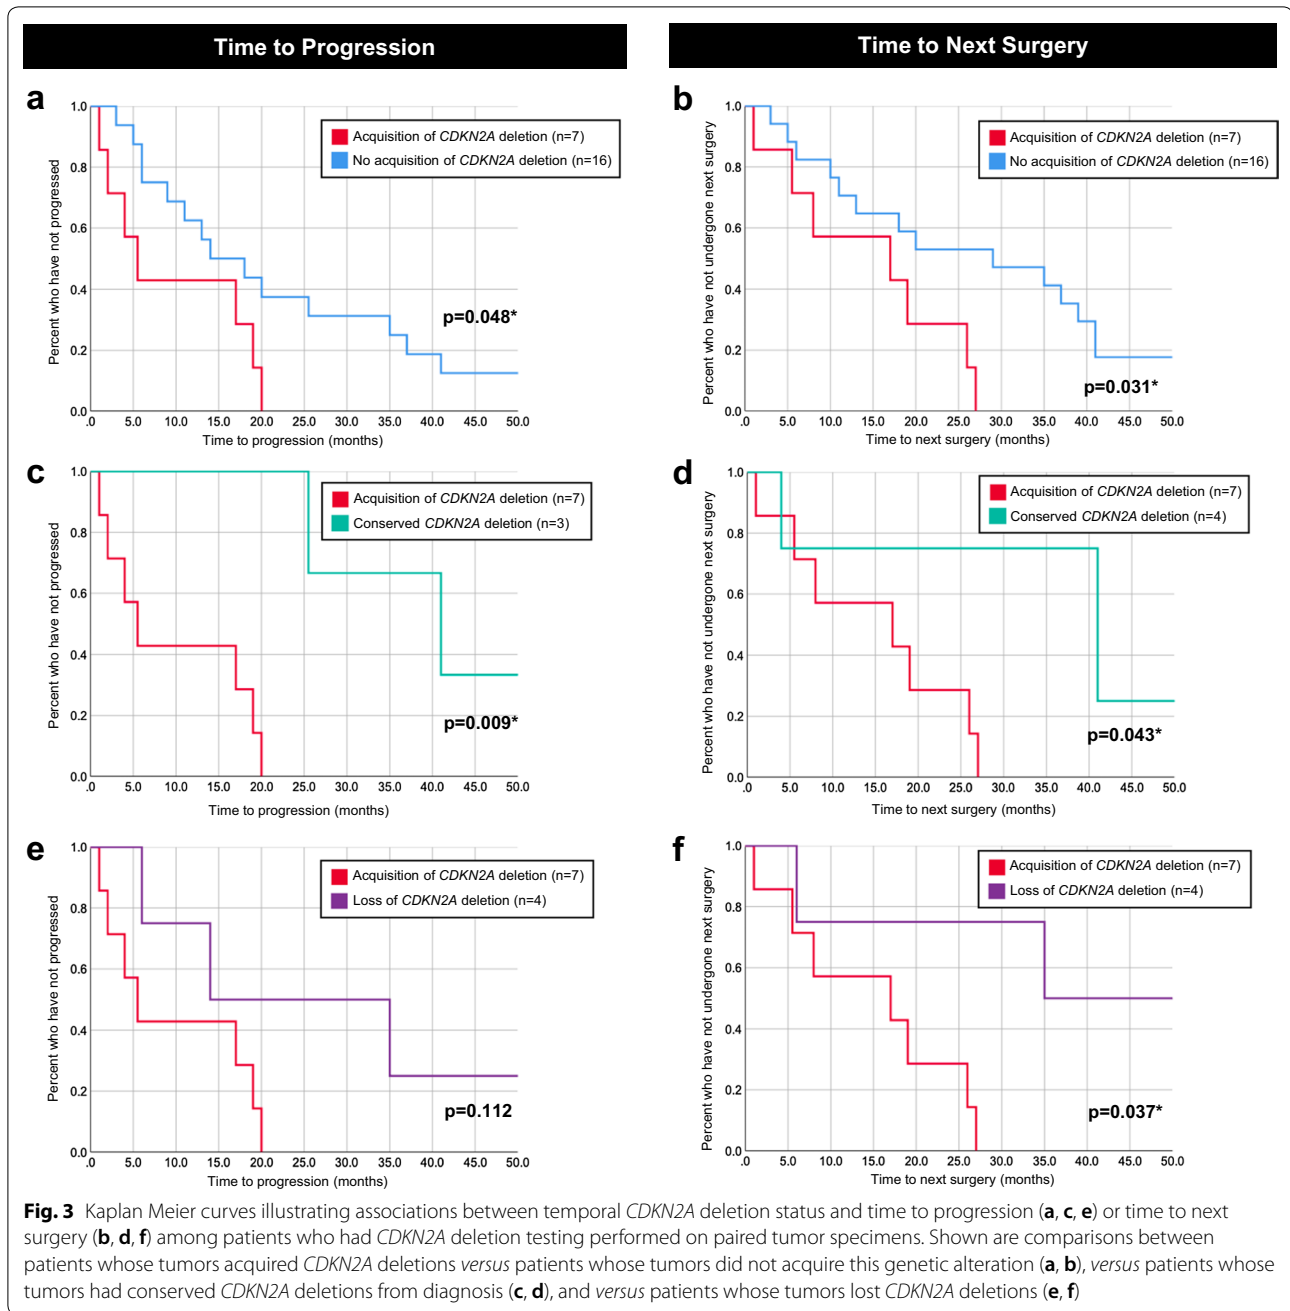 Time to Progression
Time to Next Surgery
a
Percent who have not progressed
1.0
0.8
0.6
0.4
0.2
0.0
Acquisition of CDKN2A deletion (n=7)
No acquisition of CDKN2A deletion (n=16)
p=0.048*
.0 5.0 10.0 15.0 20.0 25.0 30.0 35.0 40.0 45.0 50.0
Time to progression (months)
b
Percent who have not undergone next surgery
1.0
0.8
0.6
0.4
0.2
0.0
Acquisition of CDKN2A deletion (n=7)
No acquisition of CDKN2A deletion (n=16)
p=0.031*
.0 5.0 10.0 15.0 20.0 25.0 30.0 35.0 40.0 45.0 50.0
Time to next surgery (months)
c
Percent who have not progressed
1.0
0.8
0.6
0.4
0.2
0.0
Acquisition of CDKN2A deletion (n=7)
Conserved CDKN2A deletion (n=3)
p=0.009*
.0 5.0 10.0 15.0 20.0 25.0 30.0 35.0 40.0 45.0 50.0
Time to progression (months)
d
Percent who have not undergone next surgery
1.0
0.8
0.6
0.4
0.2
0.0
Acquisition of CDKN2A deletion (n=7)
Conserved CDKN2A deletion (n=4)
p=0.043*
.0 5.0 10.0 15.0 20.0 25.0 30.0 35.0 40.0 45.0 50.0
Time to next surgery (months)
e
Percent who have not progressed
1.0
0.8
0.6
0.4
0.2
0.0
Acquisition of CDKN2A deletion (n=7)
Loss of CDKN2A deletion (n=4)
p=0.112
.0 5.0 10.0 15.0 20.0 25.0 30.0 35.0 40.0 45.0 50.0
Time to progression (months)
f
Percent who have not undergone next surgery
1.0
0.8
0.6
0.4
0.2
0.0
Acquisition of CDKN2A deletion (n=7)
Loss of CDKN2A deletion (n=4)
p=0.037*
.0 5.0 10.0 15.0 20.0 25.0 30.0 35.0 40.0 45.0 50.0
Time to next surgery (months)
Fig. 3 Kaplan Meier curves illustrating associations between temporal CDKN2A deletion status and time to progression (a, c, e) or time to next
surgery (b, d, f) among patients who had CDKN2A deletion testing performed on paired tumor specimens. Shown are comparisons between
patients whose tumors acquired CDKN2A deletions versus patients whose tumors did not acquire this genetic alteration (a, b), versus patients whose
tumors had conserved CDKN2A deletions from diagnosis (c, d), and versus patients whose tumors lost CDKN2A deletions (e, f)